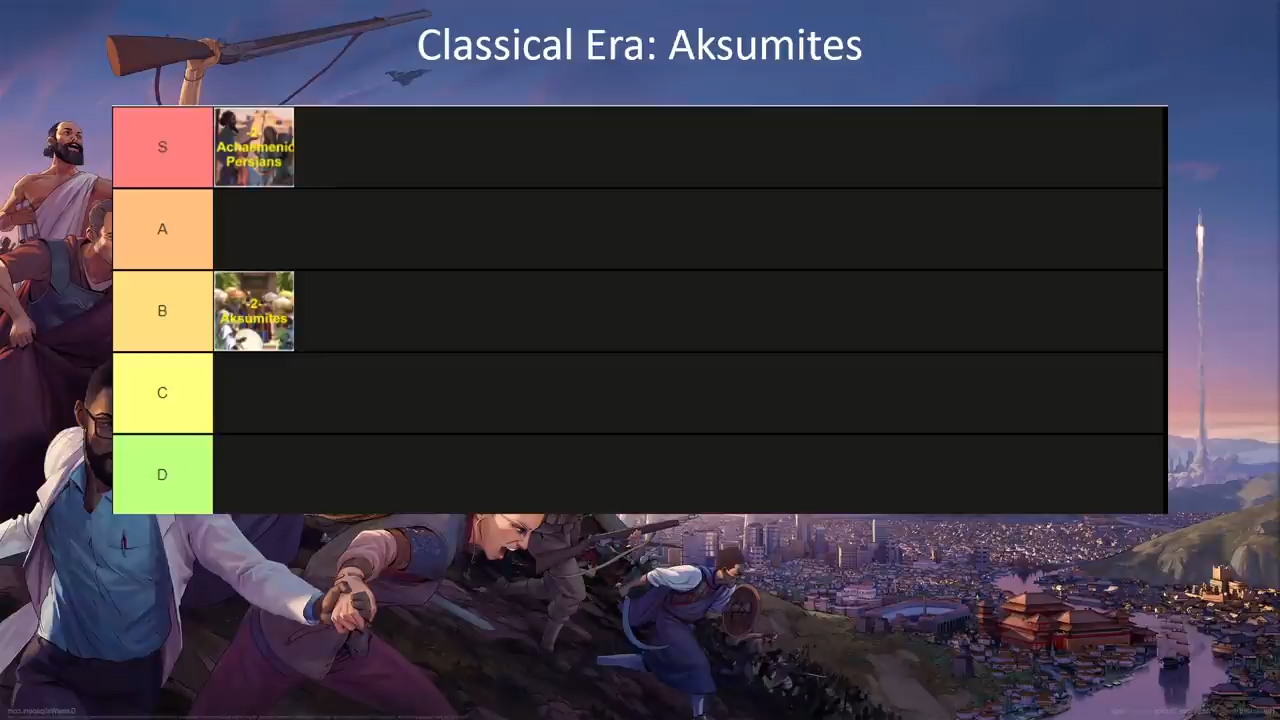 Classical Era: Aksumites
S
-2-
Achaemenid
Persians
A
B
-2-
Aksumites
C
D